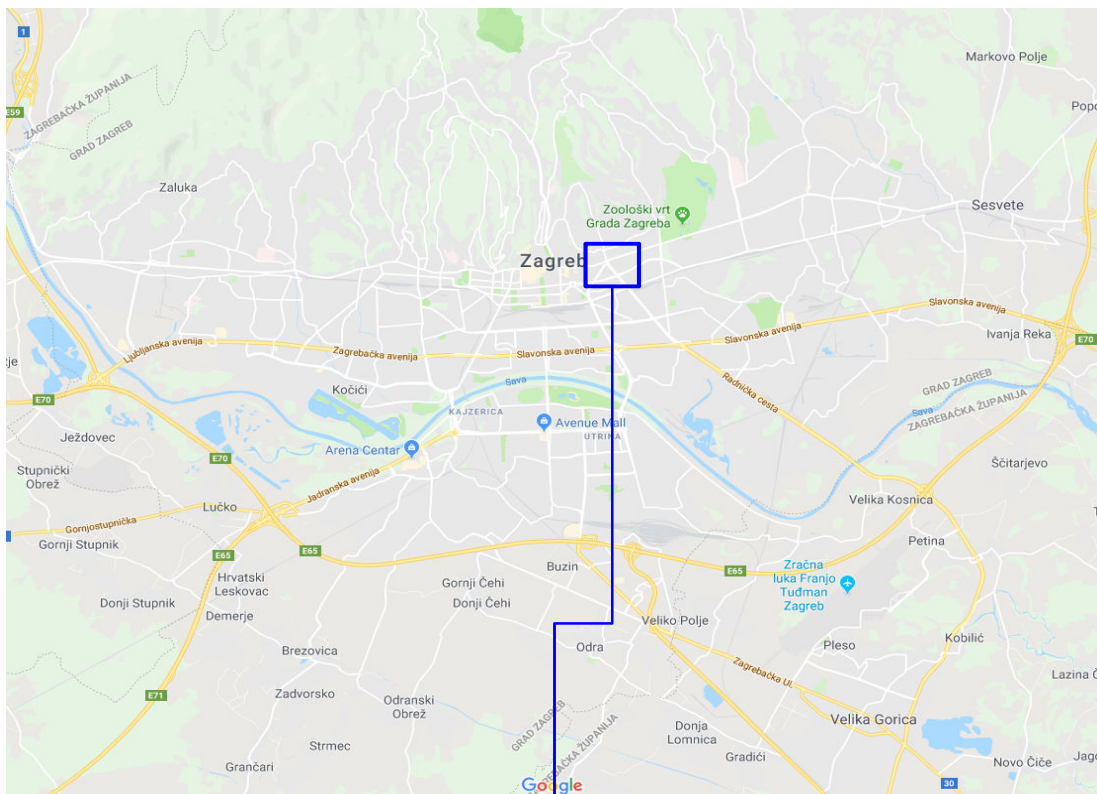 1
Markovo Polje
E59
ZAGREBAČKA ŽUPANIJA
GRAD ZAGREB
Popo
Zaluka
Zoološki vrt
Grada Zagreba
Sesvete
Zagreb
Slavonska avenija
Ivanja Reka
Ljubljanska avenija
Zagrebačka avenija
Slavonska avenija
Slavonska avenija
E70
Kočići
Sava
Radnička cesta
GRAD ZAGREB
ZAGREBAČKA ŽUPANIJA
Sava
E70
KAJZERICA
Avenue Mall
UTRINA
Ježdovec
Arena Centar
E70
Stupnički
Obrež
Jadranska avenija
Ščitarjevo
Lučko
Velika Kosnica
Gornjostupnička
Gornji Stupnik
E65
E65
Petina
Buzin
E65
Zračna
luka Franjo
Tuđman
Zagreb
Hrvatski
Leskovac
Gornji Čehi
Donji Čehi
Donji Stupnik
Demerje
Veliko Polje
Kobilić
Brezovica
Odra
Pleso
Zagrebačka Ul.
Lazina Č
E71
Zadvorsko
Odranski
Obrež
GRAD ZAGREB
ZAGREBAČKA ŽUPANIJA
Donja
Lomnica
Velika Gorica
Strmec
Gradići
Grančari
Google
30
Novo Čiče
Jago